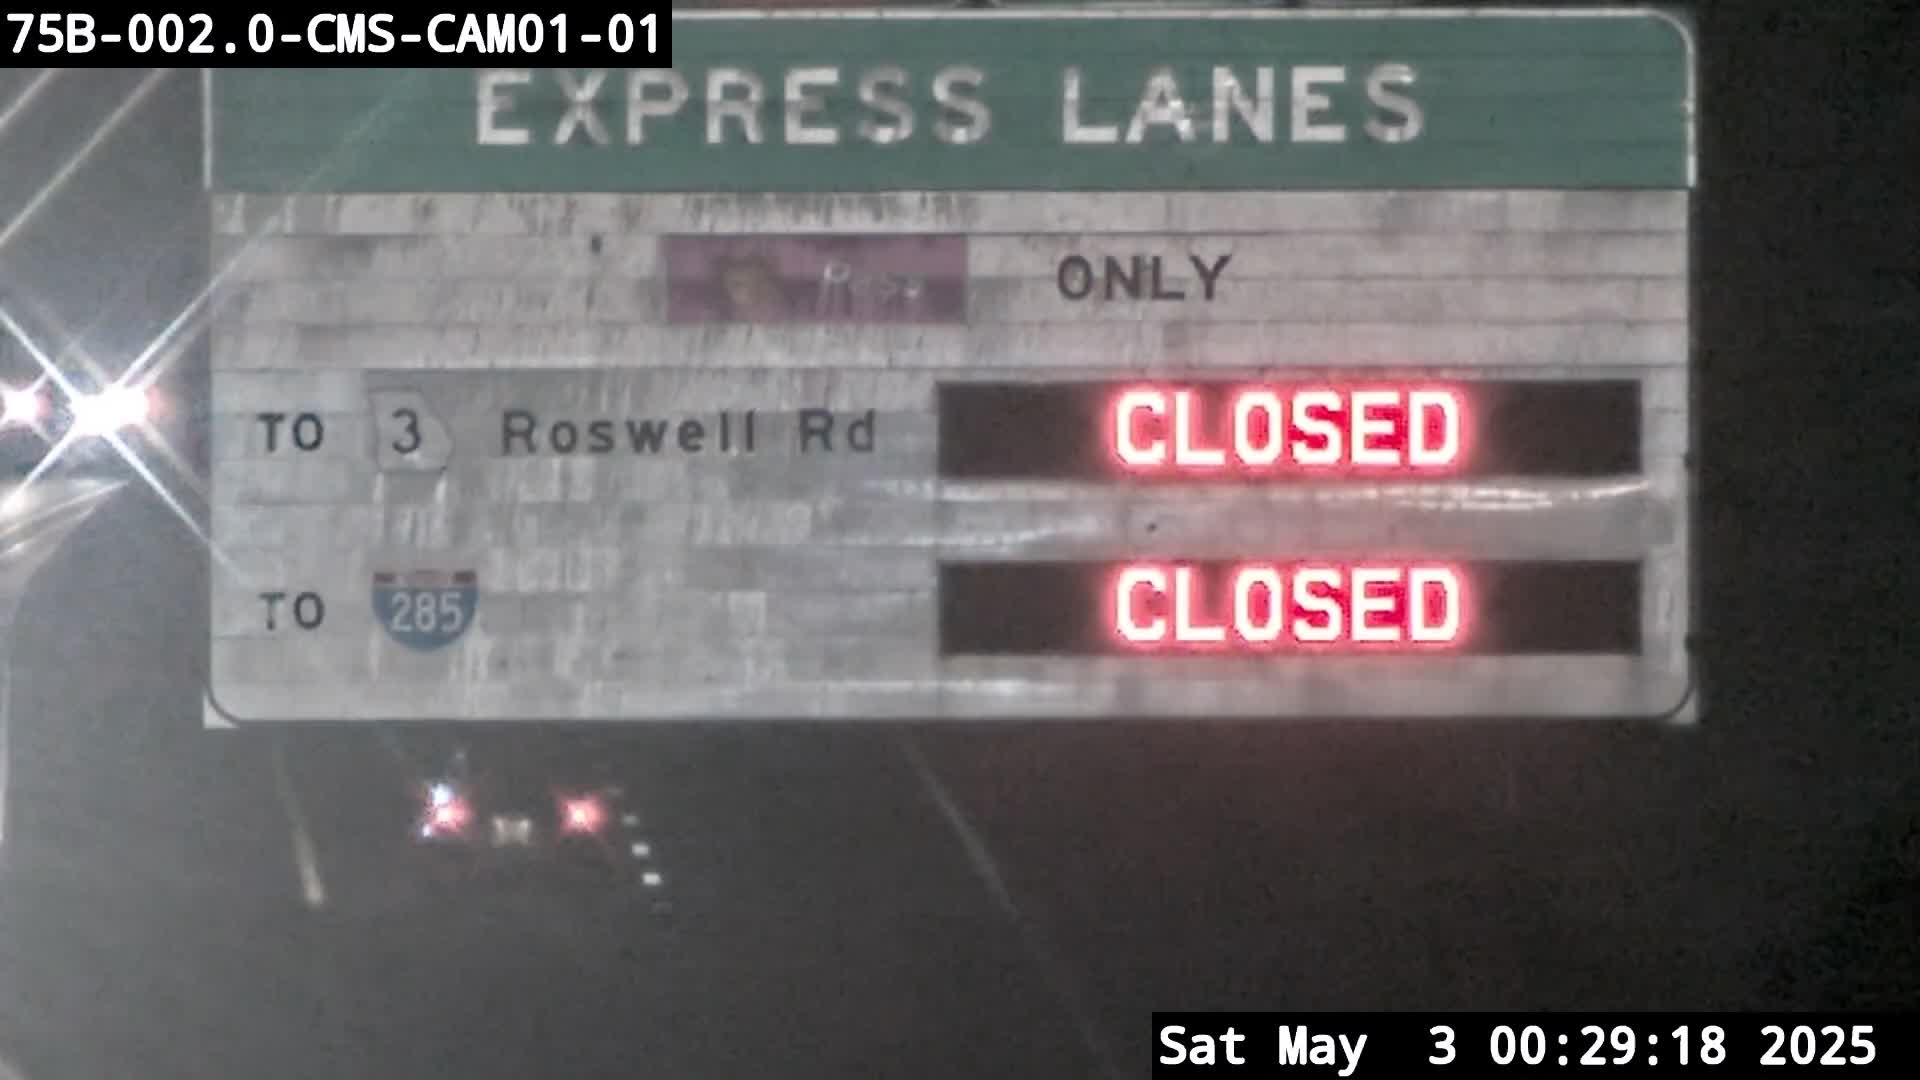 75B-002.0-CMS-CAM01-01
EXPRESS LANES
ONLY
TO 3 Roswell Rd CLOSED
TO 285 CLOSED
Sat May 3 00:29:18 2025